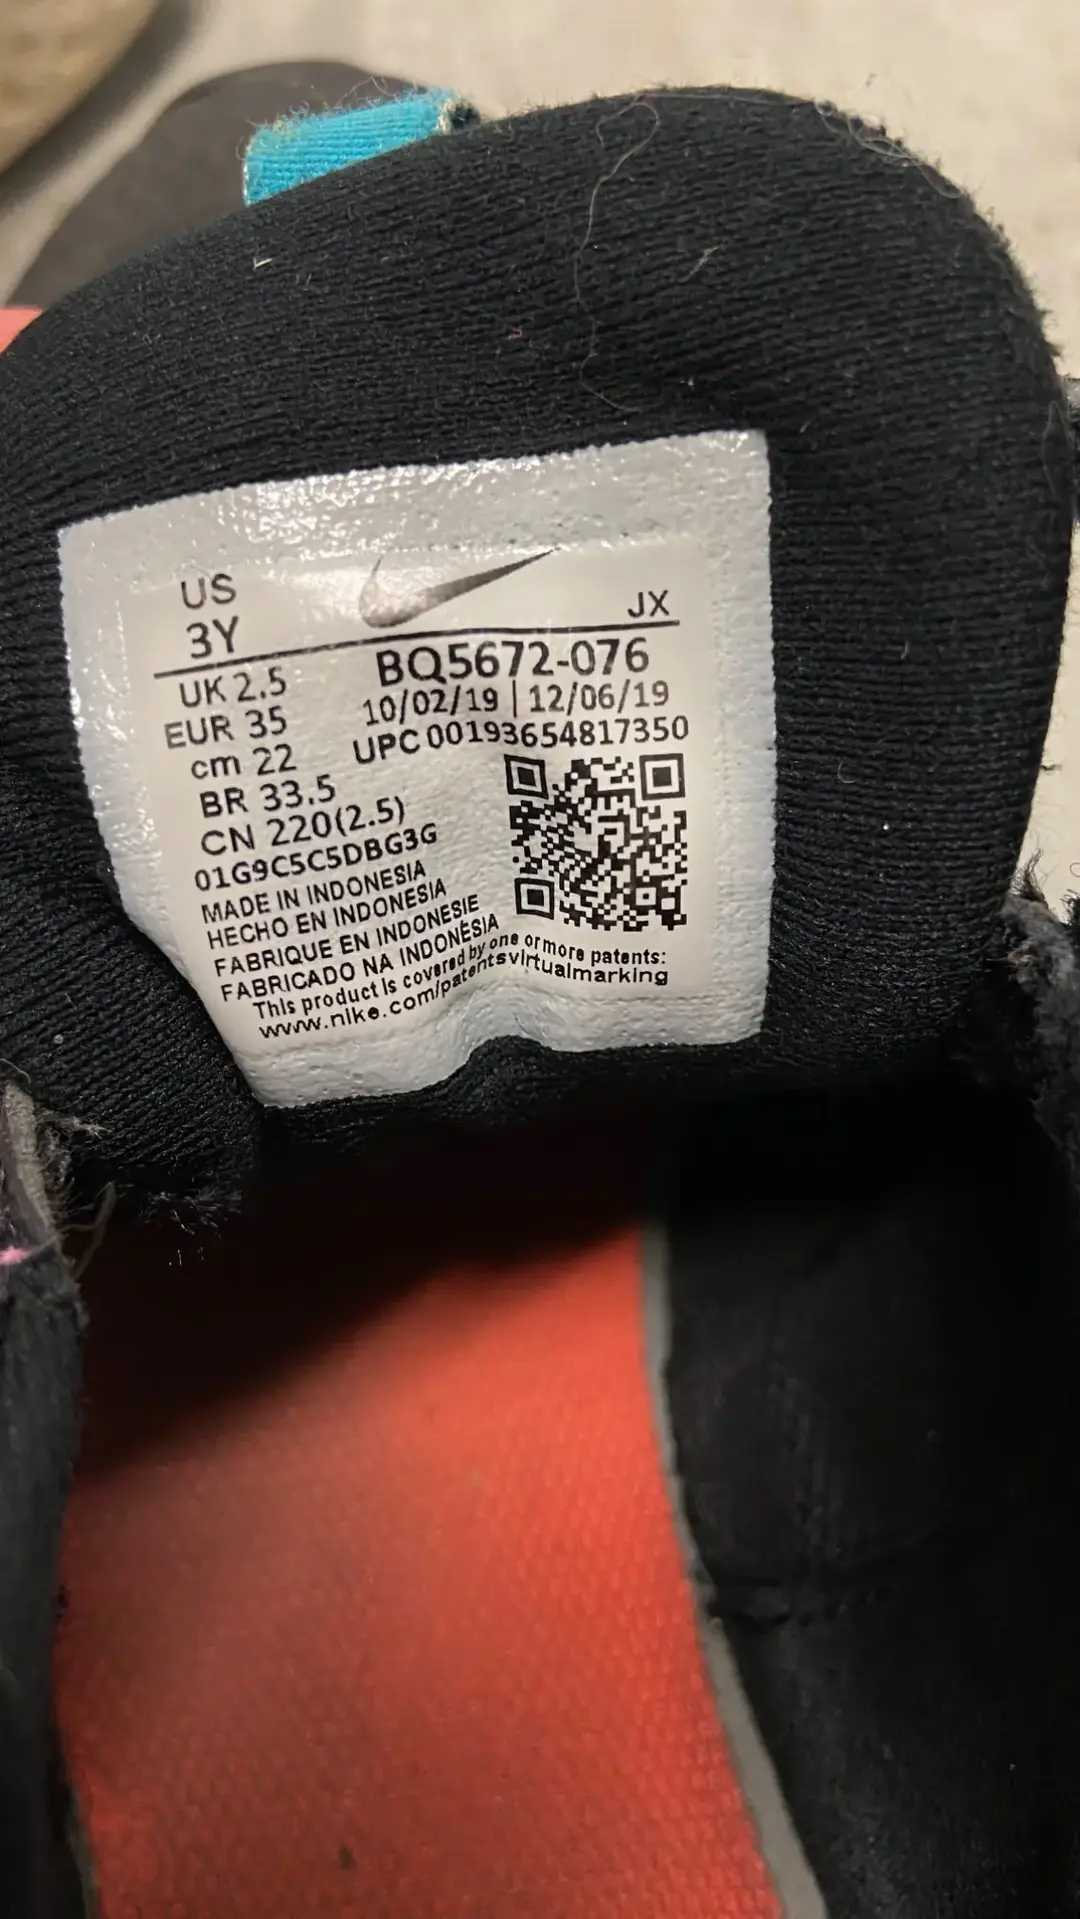 US
3Y
JX
UK 2.5
EUR 35
cm 22
BR 33.5
CN 220(2.5)
BQ5672-076
10/02/19 | 12/06/19
UPC 00193654817350
01G9C5C5DBG3G
MADE IN INDONESIA
HECHO EN INDONESIA
FABRIQUE EN INDONESIE
FABRICADO NA INDONÉSIA
This product is covered by one or more patents:
www.nike.com/patentsvirtualmarking